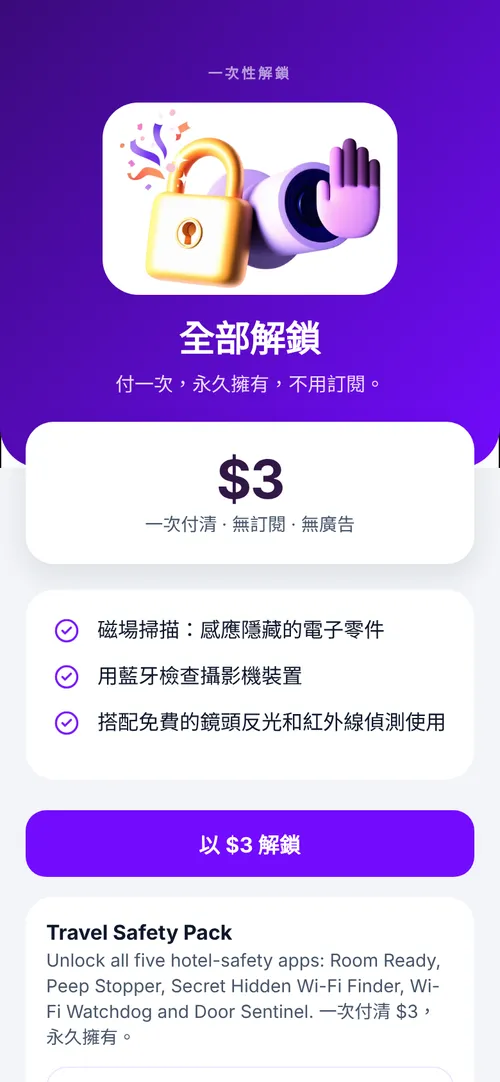 一次性解鎖
全部解鎖
付一次，永久擁有，不用訂閱。
$3
一次付清 · 無訂閱 · 無廣告
磁場掃描：感應隱藏的電子零件
用藍牙檢查攝影機裝置
搭配免費的鏡頭反光和紅外線偵測使用
以 $3 解鎖
Travel Safety Pack
Unlock all five hotel-safety apps: Room Ready,
Peep Stopper, Secret Hidden Wi-Fi Finder, Wi-
Fi Watchdog and Door Sentinel. 一次付清 $3，
永久擁有。